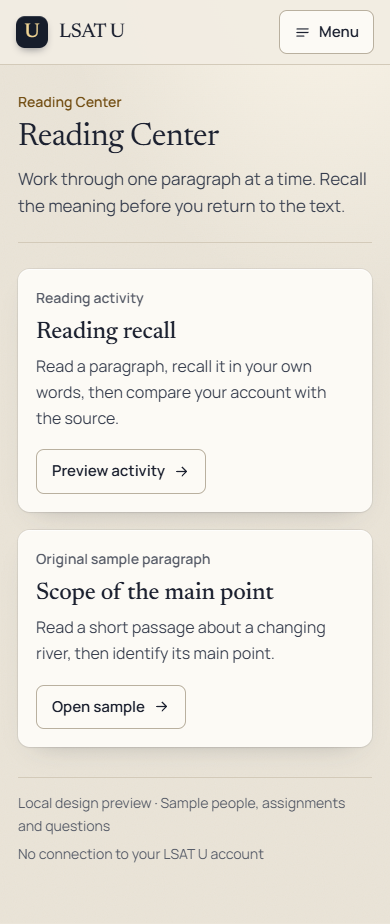 U LSAT U
Menu
Reading Center
Reading Center
Work through one paragraph at a time. Recall
the meaning before you return to the text.
Reading activity
Reading recall
Read a paragraph, recall it in your own
words, then compare your account with
the source.
Preview activity →
Original sample paragraph
Scope of the main point
Read a short passage about a changing
river, then identify its main point.
Open sample →
Local design preview · Sample people, assignments
and questions
No connection to your LSAT U account